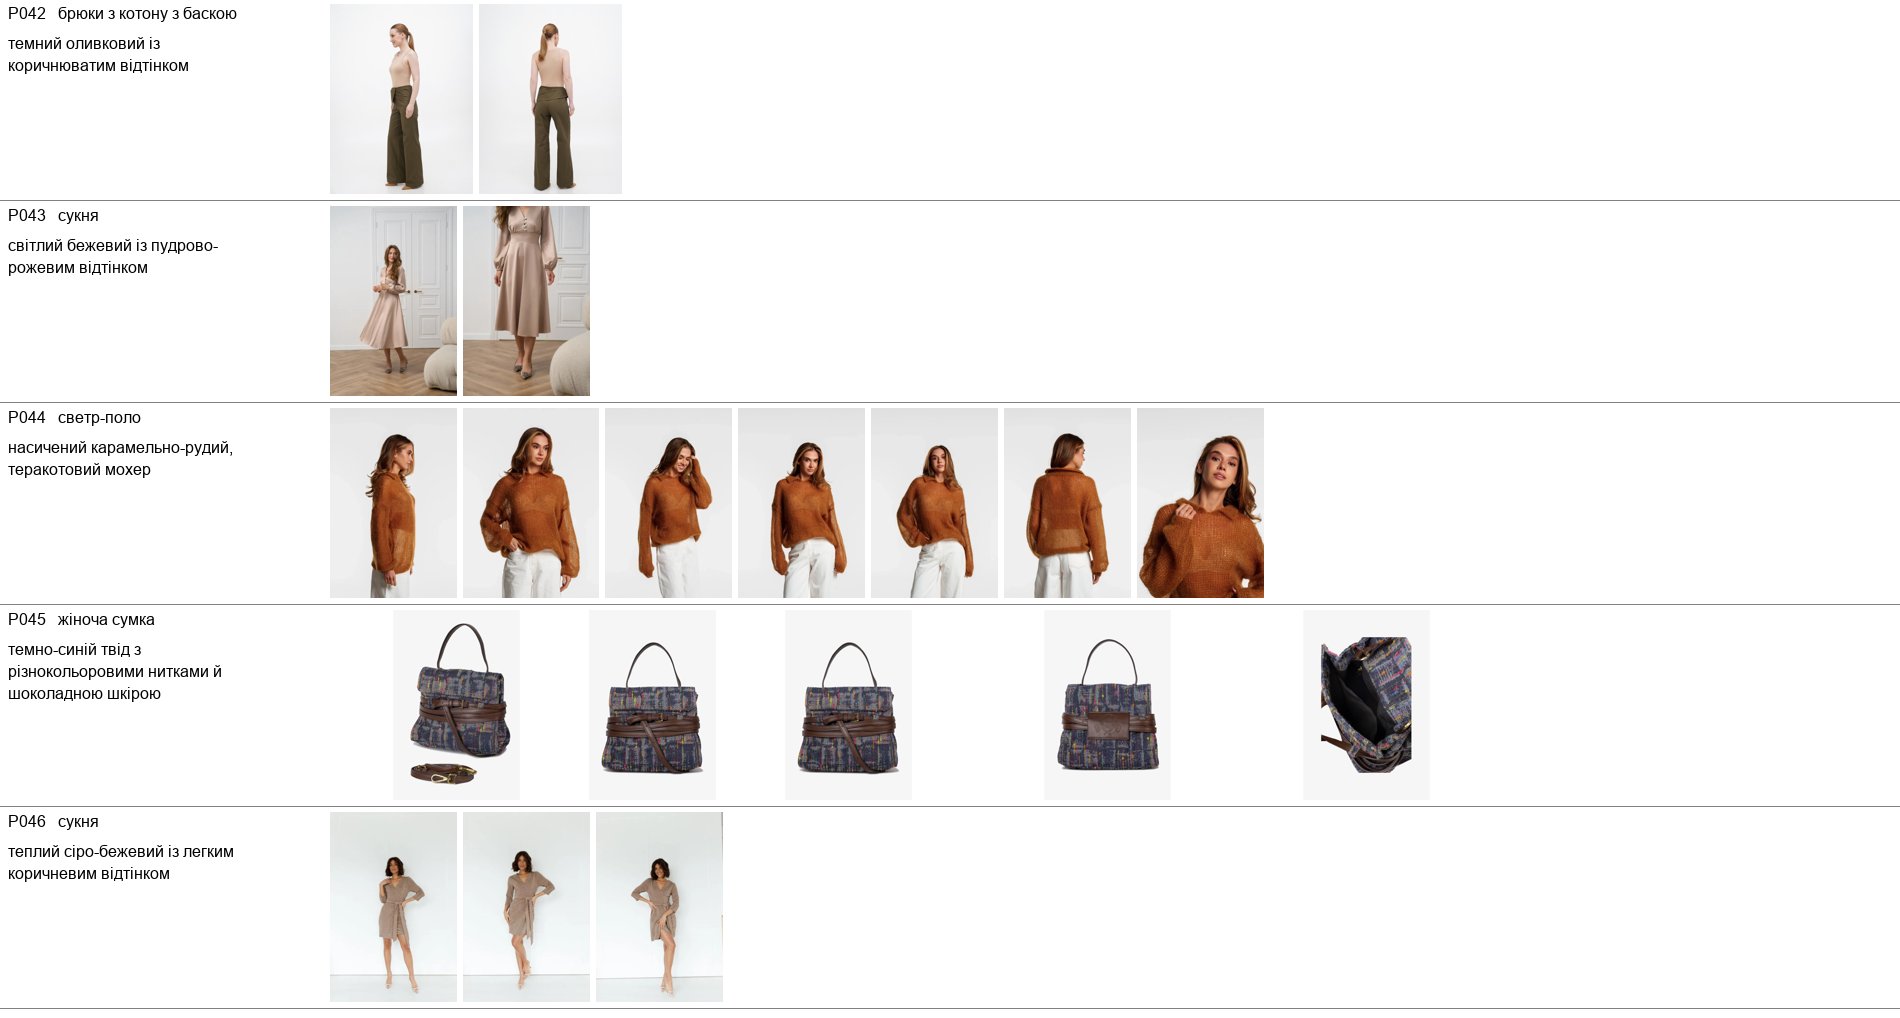 P042 брюки з котону з баскою
темний оливковий із
коричнюватим відтінком
P043 сукня
світлий бежевий із пудрово-
рожевим відтінком
P044 светр-поло
насичений карамельно-рудий,
теракотовий мохер
P045 жіноча сумка
темно-синій твід з
різнокольоровими нитками й
шоколадною шкірою
P046 сукня
теплий сіро-бежевий із легким
коричневим відтінком